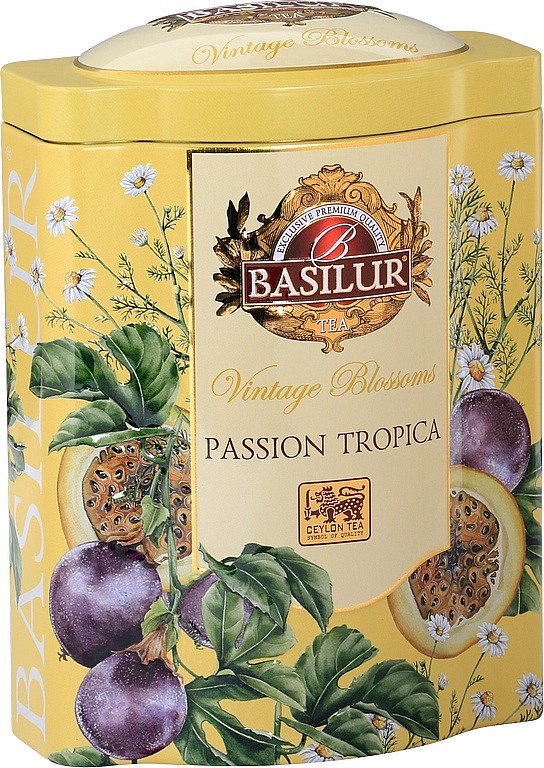 Vintage Blossoms
BASILUR®
EXCLUSIVE PREMIUM QUALITY
B
BASILUR®
TEA
Vintage Blossoms
PASSION TROPICA
CEYLON TEA
SYMBOL OF QUALITY